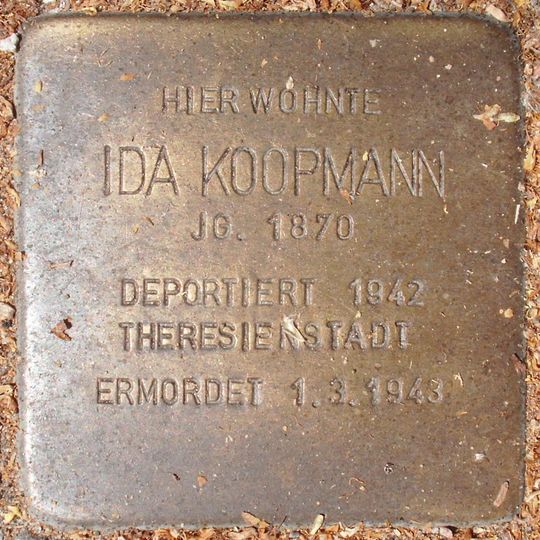 HIER WOHNTE
IDA KOOPMANN
JG. 1870
DEPORTIERT 1942
THERESIENSTADT
ERMORDET 1.3.1943